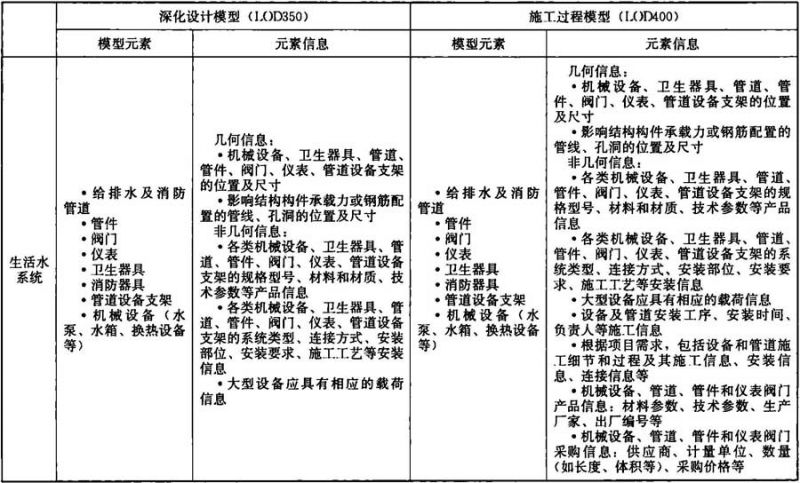 深化设计模型（LOD350）
施工过程模型（LOD400）
模型元素
元素信息
模型元素
元素信息
生活水
系统
•给排水及消防
管道
•管件
•阀门
•仪表
•卫生器具
•消防器具
•管道设备支架
•机械设备（水
泵、水箱、换热设备
等）
几何信息：
•机械设备、卫生器具、管道、
管件、阀门、仪表、管道设备支架
的位置及尺寸
•影响结构构件承载力或钢筋配
置的管线、孔洞的位置及尺寸
非几何信息：
•各类机械设备、卫生器具、管
道、管件、阀门、仪表、管道设备
支架的规格型号、材料和材质、技
术参数等产品信息
•各类机械设备、卫生器具、管
道、管件、阀门、仪表、管道设备
支架的系统类型、连接方式、安装
部位、安装要求、施工工艺等安装
信息
•大型设备应具有相应的载荷
信息
•给排水及消防
管道
•管件
•阀门
•仪表
•卫生器具
•消防器具
•管道设备支架
•机械设备（水
泵、水箱、换热设备
等）
几何信息：
•机械设备、卫生器具、管道、管
件、阀门、仪表、管道设备支架的位置
及尺寸
•影响结构构件承载力或钢筋配置的
管线、孔洞的位置及尺寸
非几何信息：
•各类机械设备、卫生器具、管道、
管件、阀门、仪表、管道设备支架的规
格型号、材料和材质、技术参数等产品
信息
•各类机械设备、卫生器具、管道、
管件、阀门、仪表、管道设备支架的系
统类型、连接方式、安装部位、安装要
求、施工工艺等安装信息
•大型设备应具有相应的载荷信息
•设备及管道安装工序、安装时间、
负责人等施工信息
•根据项目需求，包括设备和管道施
工细节和过程及其施工信息、安装信
息、连接信息等
•机械设备、管道、管件和仪表阀门
产品信息：材料参数、技术参数、生产
厂家、出厂编号等
•机械设备、管道、管件和仪表阀门
采购信息：供应商、计量单位、数量
（如长度、体积等）、采购价格等